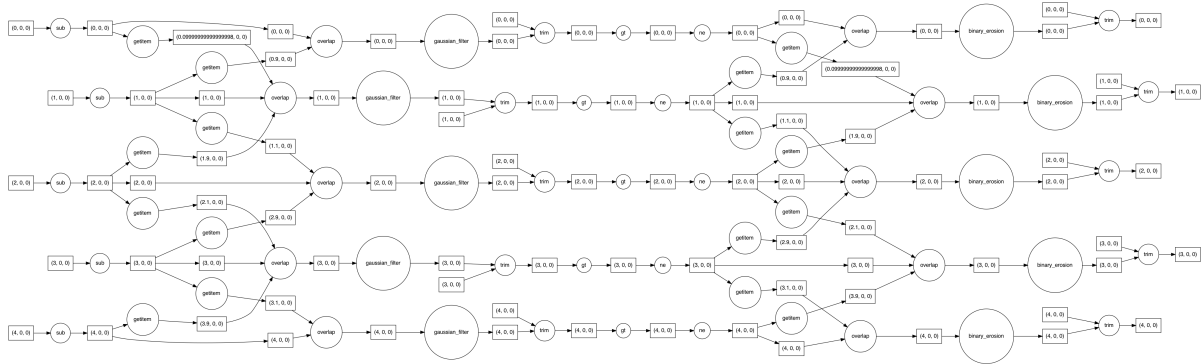 (0, 0, 0) sub (0, 0, 0) (0, 0, 0) overlap (0, 0, 0) gaussian_filter (0, 0, 0) (0, 0, 0) trim (0, 0, 0) gt (0, 0, 0) ne (0, 0, 0) (0, 0, 0) overlap (0, 0, 0) binary_erosion (0, 0, 0) (0, 0, 0) trim (0, 0, 0)
getitem (0.09999999999999998, 0, 0) getitem
getitem (0.9, 0, 0) getitem (0.9, 0, 0) (0.09999999999999998, 0, 0)
(1, 0, 0) sub (1, 0, 0) (1, 0, 0) overlap (1, 0, 0) gaussian_filter (1, 0, 0) (1, 0, 0) trim (1, 0, 0) gt (1, 0, 0) ne (1, 0, 0) (1, 0, 0) overlap (1, 0, 0) binary_erosion (1, 0, 0) (1, 0, 0) trim (1, 0, 0)
getitem (1.1, 0, 0) getitem (1.1, 0, 0)
getitem (1.9, 0, 0) getitem (1.9, 0, 0)
(2, 0, 0) sub (2, 0, 0) (2, 0, 0) overlap (2, 0, 0) gaussian_filter (2, 0, 0) (2, 0, 0) trim (2, 0, 0) gt (2, 0, 0) ne (2, 0, 0) (2, 0, 0) overlap (2, 0, 0) binary_erosion (2, 0, 0) (2, 0, 0) trim (2, 0, 0)
getitem (2.1, 0, 0) getitem (2.1, 0, 0)
getitem (2.9, 0, 0) getitem (2.9, 0, 0)
(3, 0, 0) sub (3, 0, 0) (3, 0, 0) overlap (3, 0, 0) gaussian_filter (3, 0, 0) (3, 0, 0) trim (3, 0, 0) gt (3, 0, 0) ne (3, 0, 0) (3, 0, 0) overlap (3, 0, 0) binary_erosion (3, 0, 0) (3, 0, 0) trim (3, 0, 0)
getitem (3.1, 0, 0) getitem (3.1, 0, 0)
getitem (3.9, 0, 0) getitem (3.9, 0, 0)
(4, 0, 0) sub (4, 0, 0) (4, 0, 0) overlap (4, 0, 0) gaussian_filter (4, 0, 0) (4, 0, 0) trim (4, 0, 0) gt (4, 0, 0) ne (4, 0, 0) (4, 0, 0) overlap (4, 0, 0) binary_erosion (4, 0, 0) (4, 0, 0) trim (4, 0, 0)